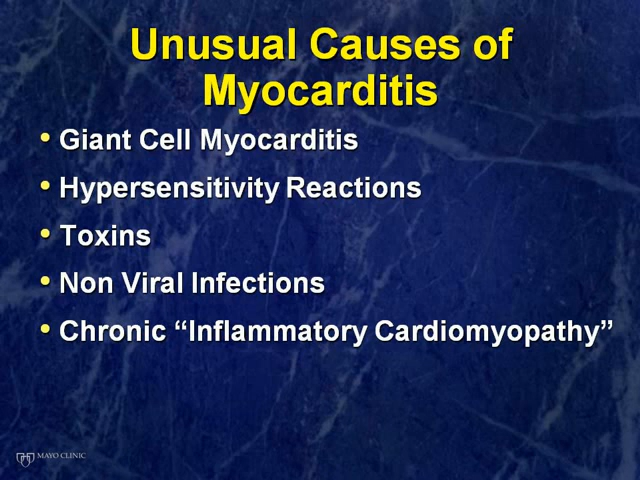 Unusual Causes of
Myocarditis
• Giant Cell Myocarditis
• Hypersensitivity Reactions
• Toxins
• Non Viral Infections
• Chronic “Inflammatory Cardiomyopathy”
MAYO CLINIC